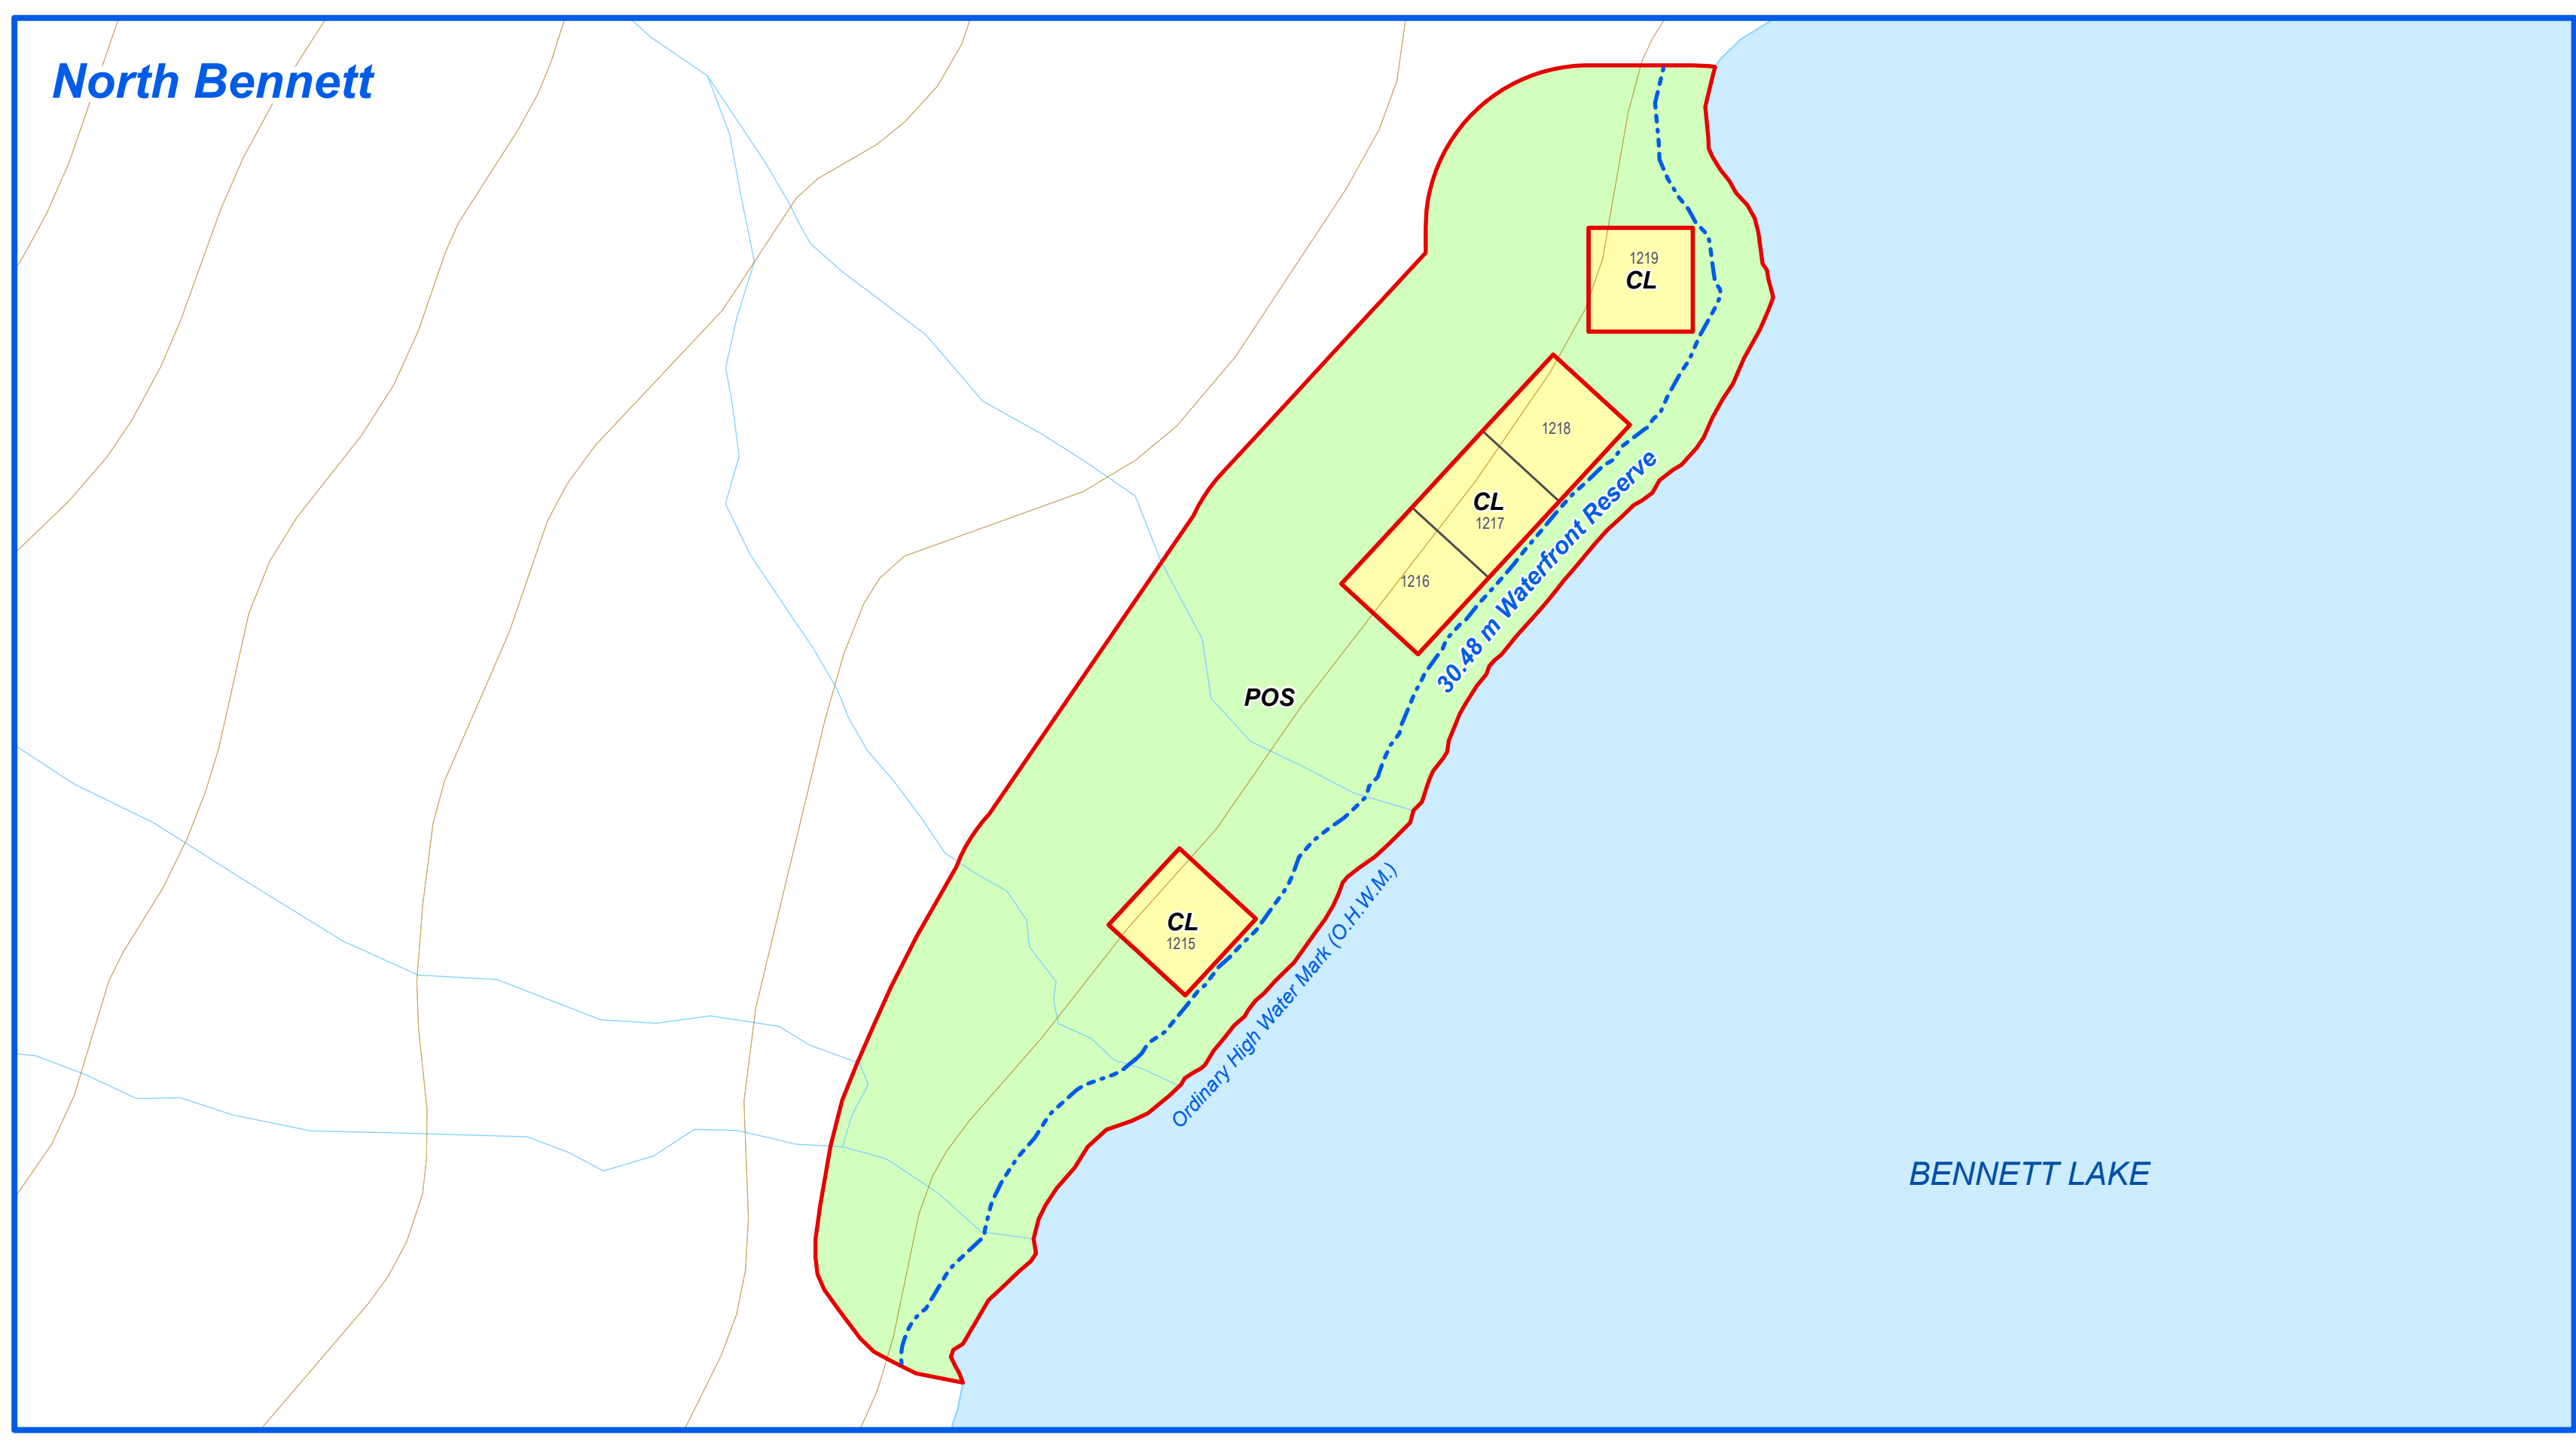 North Bennett
1219
CL
1218
CL
1217
1216
30.48 m Waterfront Reserve
POS
CL
1215
Ordinary High Water Mark (O.H.W.M.)
BENNETT LAKE